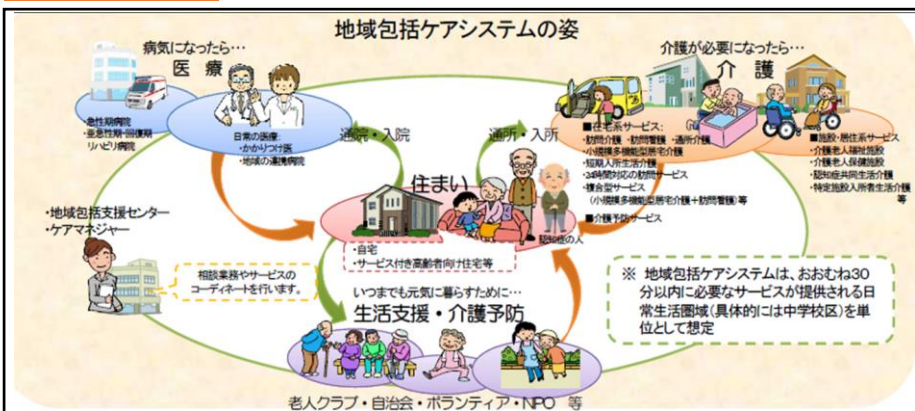 地域包括ケアシステムの姿
病気になったら…
医療
・急性期病院
・亜急性期・回復期
リハビリ病院
日常の医療:
・かかりつけ医
・地域の連携病院
通院・入院
通所・入所
介護が必要になったら…
介護
■在宅系サービス:
・訪問介護・訪問看護・通所介護
・小規模多機能型居宅介護
・短期入所生活介護
・24時間対応の訪問サービス
・複合型サービス
(小規模多機能型居宅介護+訪問看護)等
■介護予防サービス
■施設・居住系サービス
・介護老人福祉施設
・介護老人保健施設
・認知症共同生活介護
・特定施設入所者生活介護
等
住まい
・自宅
・サービス付き高齢者向け住宅等
認知症の人
・地域包括支援センター
・ケアマネジャー
相談業務やサービスの
コーディネートを行います。
いつまでも元気に暮らすために…
生活支援・介護予防
老人クラブ・自治会・ボランティア・NPO 等
※ 地域包括ケアシステムは、おおむね30
分以内に必要なサービスが提供される日
常生活圏域(具体的には中学校区)を単
位として想定